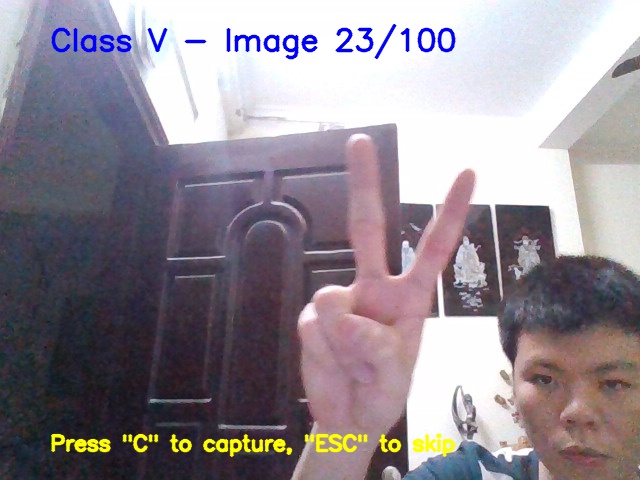 Class V - Image 23/100
Press "C" to capture, "ESC" to skip